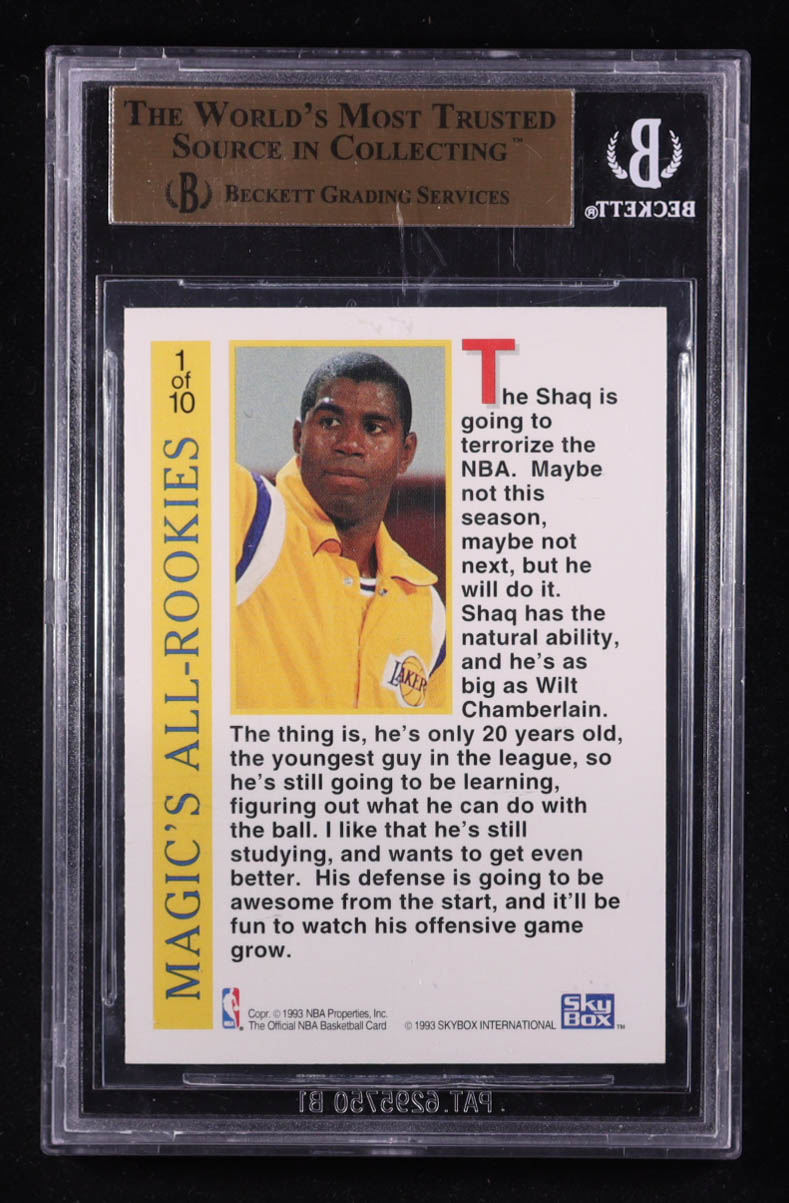 THE WORLD'S MOST TRUSTED
SOURCE IN COLLECTING™
B BECKETT GRADING SERVICES
B
BECKETT®
1
of
10
MAGIC'S ALL-ROOKIES
LAKER
The Shaq is
going to
terrorize the
NBA. Maybe
not this
season,
maybe not
next, but he
will do it.
Shaq has the
natural ability,
and he's as
big as Wilt
Chamberlain.
The thing is, he's only 20 years old,
the youngest guy in the league, so
he's still going to be learning,
figuring out what he can do with
the ball. I like that he's still
studying, and wants to get even
better. His defense is going to be
awesome from the start, and it'll be
fun to watch his offensive game
grow.
NBA
Copr. © 1993 NBA Properties, Inc.
The Official NBA Basketball Card
© 1993 SKYBOX INTERNATIONAL
Sky
Box™
PAT.6295750 B1